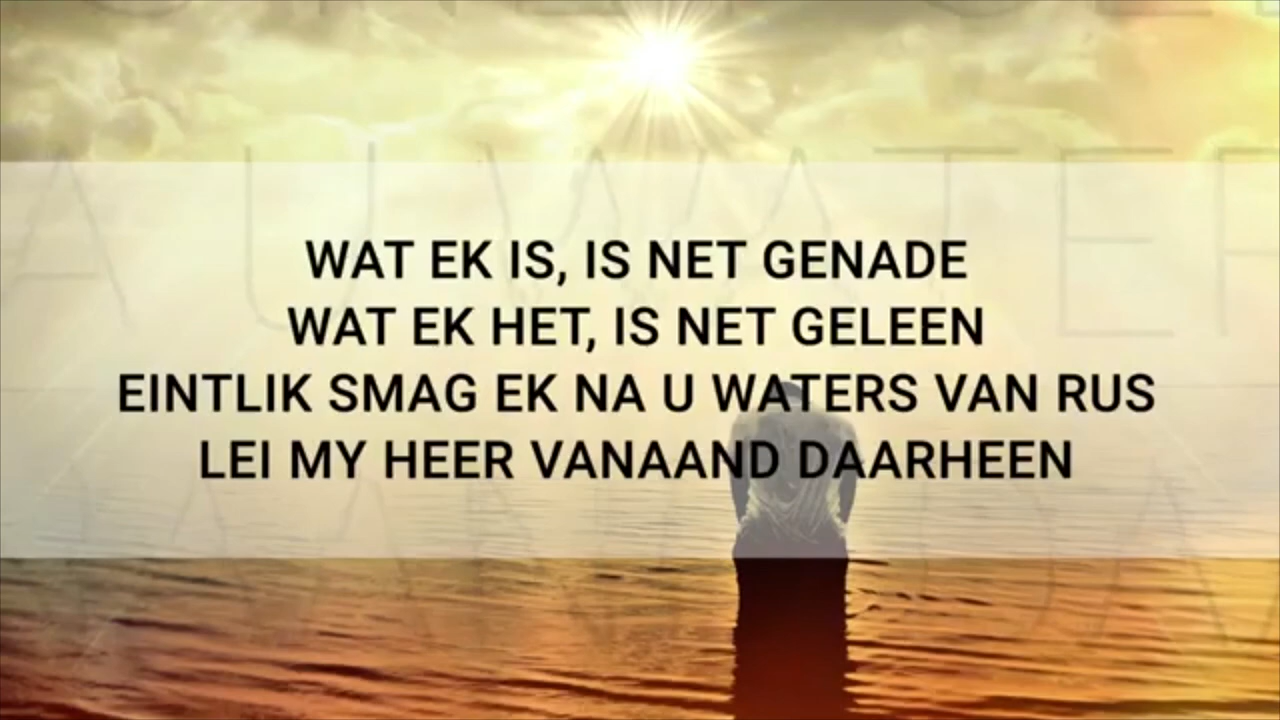 WAT EK IS, IS NET GENADE
WAT EK HET, IS NET GELEEN
EINTLIK SMAG EK NA U WATERS VAN RUS
LEI MY HEER VANAAND DAARHEEN